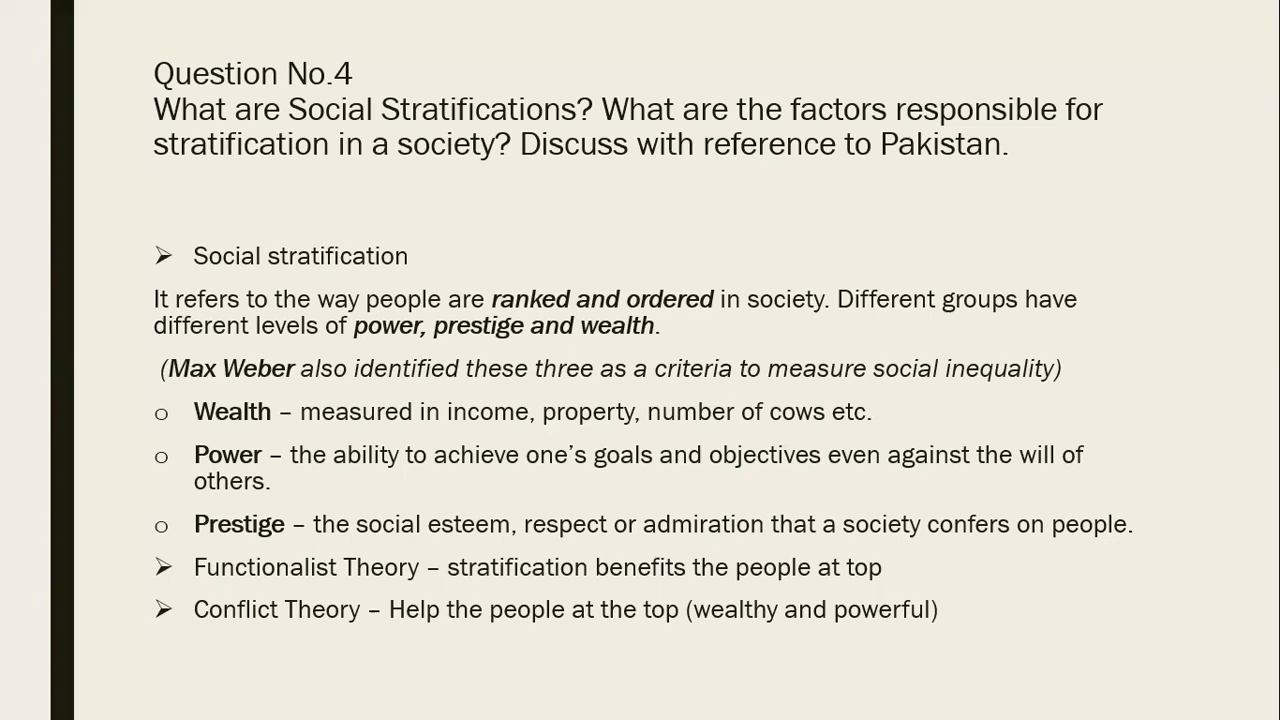 Question No.4
What are Social Stratifications? What are the factors responsible for
stratification in a society? Discuss with reference to Pakistan.
➢ Social stratification
It refers to the way people are ranked and ordered in society. Different groups have
different levels of power, prestige and wealth.
(Max Weber also identified these three as a criteria to measure social inequality)
o Wealth – measured in income, property, number of cows etc.
o Power – the ability to achieve one’s goals and objectives even against the will of
others.
o Prestige – the social esteem, respect or admiration that a society confers on people.
➢ Functionalist Theory – stratification benefits the people at top
➢ Conflict Theory – Help the people at the top (wealthy and powerful)